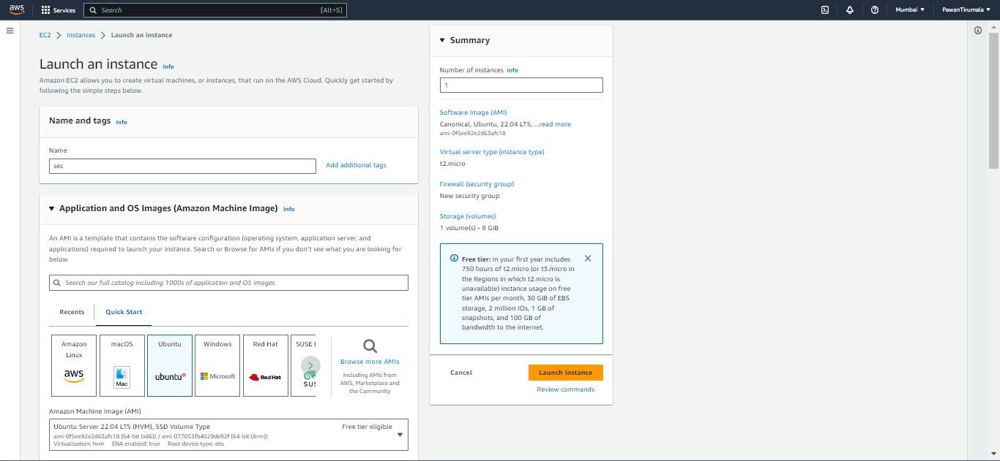 aws
Services
Search
[Alt+S]
Mumbai
PawanTirumala
EC2
Instances
Launch an instance
Launch an instance Info
Amazon EC2 allows you to create virtual machines, or instances, that run on the AWS Cloud. Quickly get started by
following the simple steps below.
Name and tags Info
Name
sec
Add additional tags
Application and OS Images (Amazon Machine Image) Info
An AMI is a template that contains the software configuration (operating system, application server, and
applications) required to launch your instance. Search or Browse for AMIs if you don't see what you are looking for
below
Search our full catalog including 1000s of application and OS images
Recents
Quick Start
Amazon
Linux
aws
macOS
Mac
Ubuntu
ubuntu
Windows
Microsoft
Red Hat
Red Hat
SUSE
SUS
Browse more AMIs
Including AMIs from
AWS, Marketplace and
the Community
Amazon Machine Image (AMI)
Ubuntu Server 22.04 LTS (HVM), SSD Volume Type
Free tier eligible
ami-0f5ee92e2d63afc18 (64-bit (x86)) / ami-077053fb4029de92f (64-bit (Arm))
Virtualization: hvm ENA enabled: true Root device type: ebs
Summary
Number of instances Info
1
Software Image (AMI)
Canonical, Ubuntu, 22.04 LTS, ...read more
ami-0f5ee92e2d63afc18
Virtual server type (instance type)
t2.micro
Firewall (security group)
New security group
Storage (volumes)
1 volume(s) - 8 GiB
Free tier: In your first year includes
750 hours of t2.micro (or t3.micro in
the Regions in which t2.micro is
unavailable) instance usage on free
tier AMIs per month, 30 GiB of EBS
storage, 2 million IOs, 1 GB of
snapshots, and 100 GB of
bandwidth to the internet.
Cancel
Launch instance
Review commands